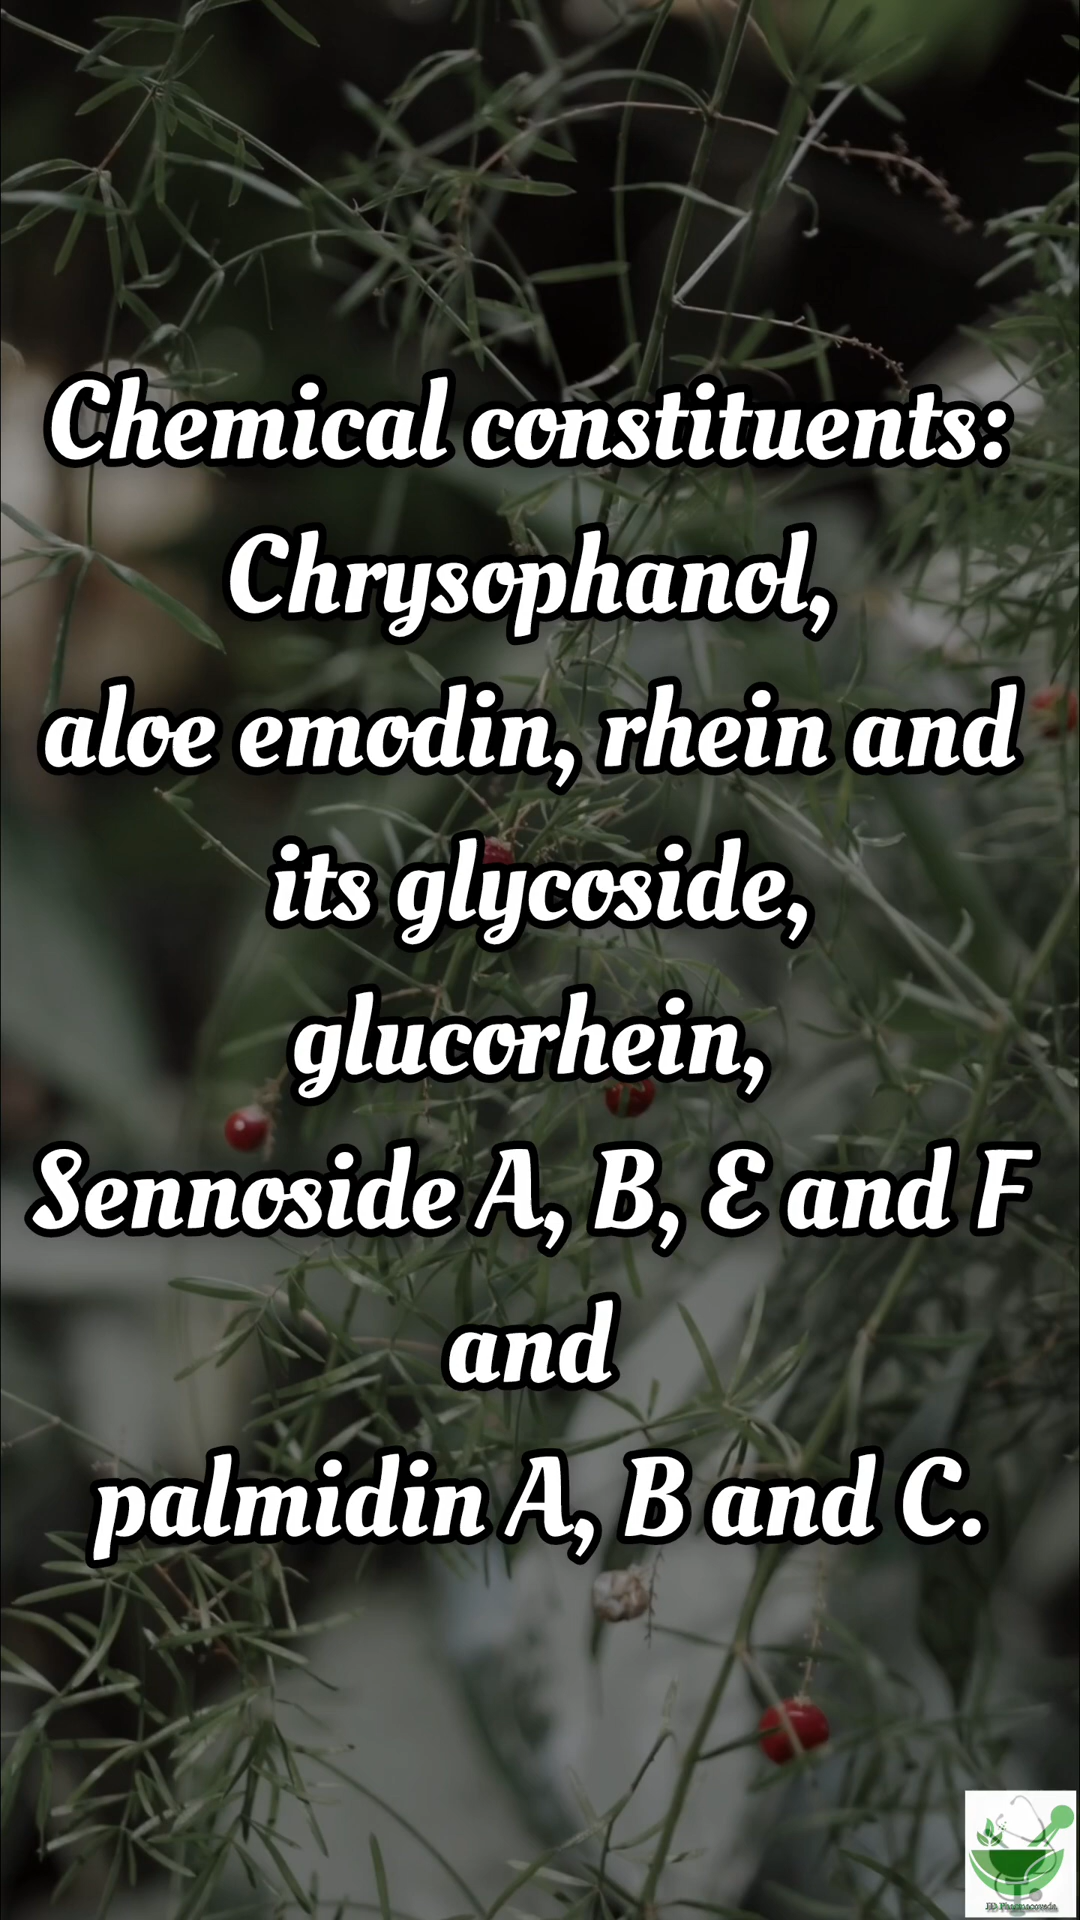 Chemical constituents:
Chrysophanol,
aloe emodin, rhein and
its glycoside,
glucorhein,
Sennoside A, B, E and F
and
palmidin A, B and C.